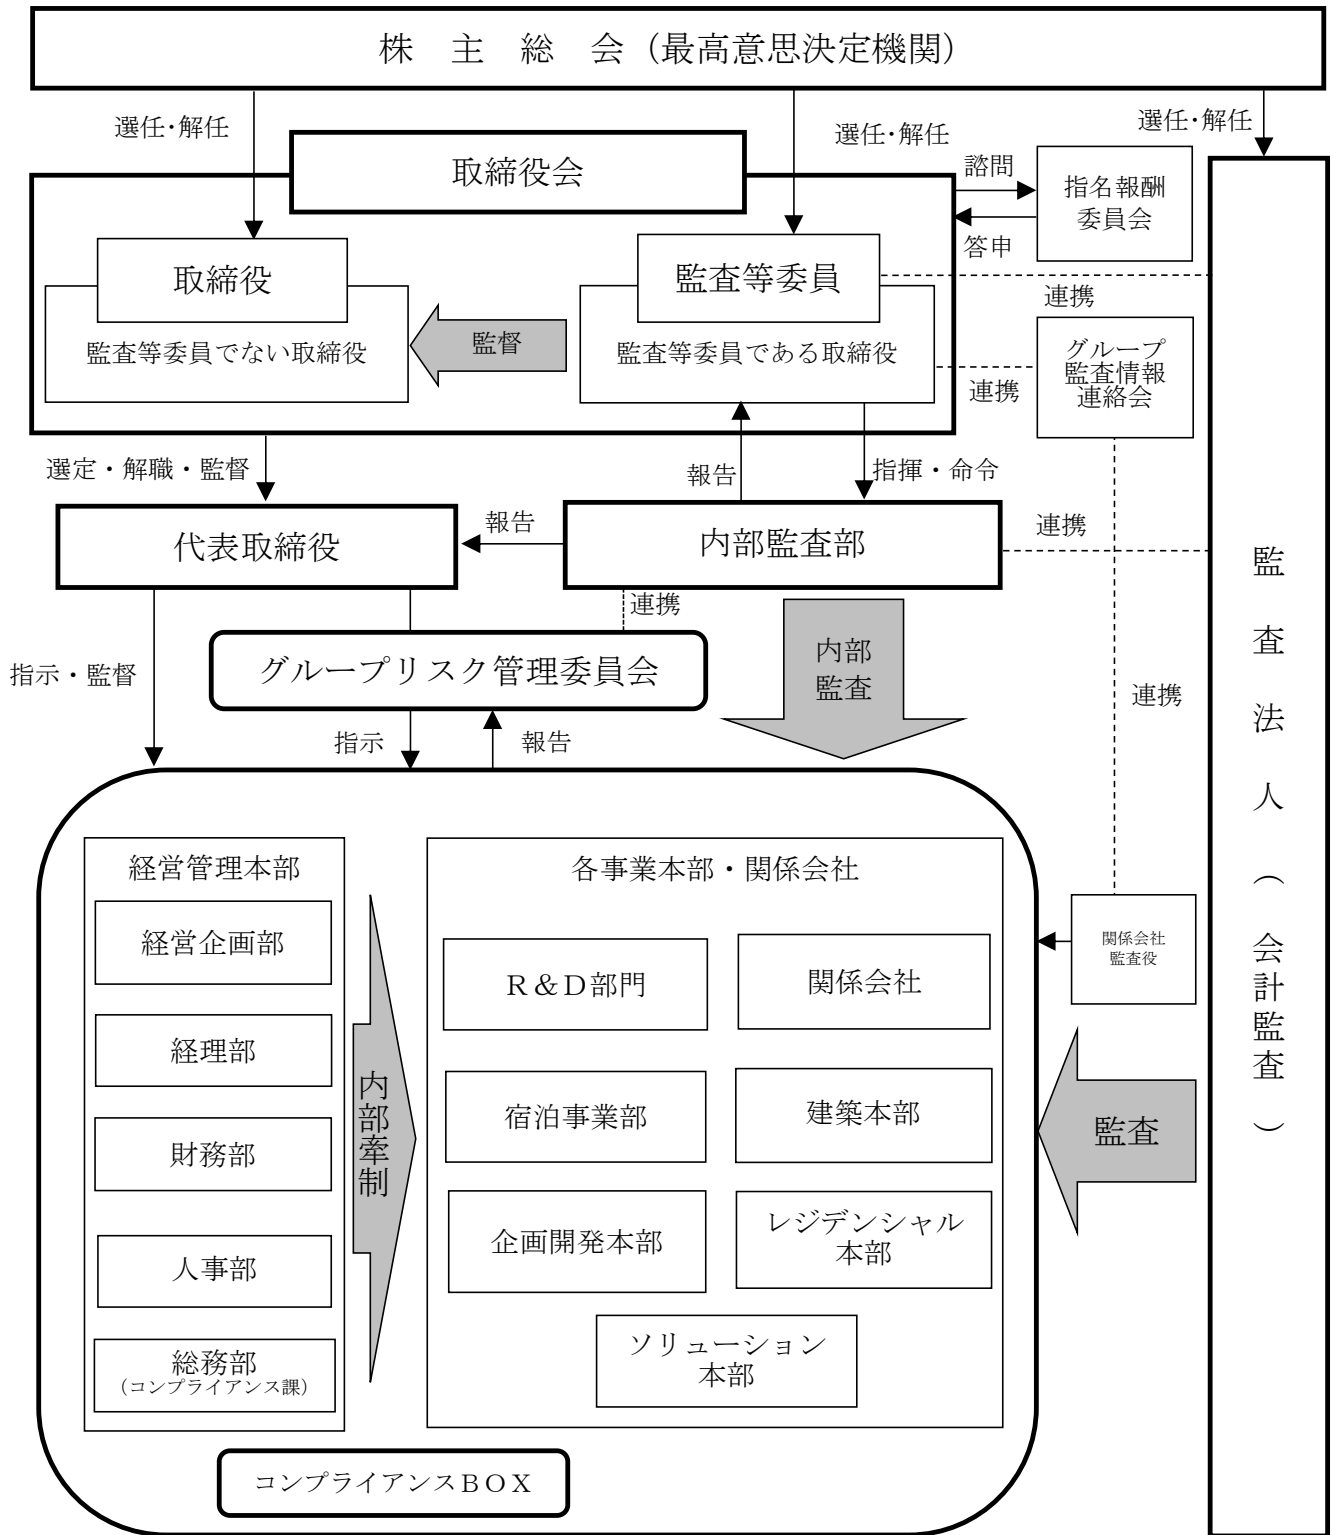 株　主　総　会（最高意思決定機関）
選任・解任
選任・解任
選任・解任
取締役会
諮問
指名報酬
委員会
答申
取締役
監査等委員
連携
監査等委員でない取締役
監督
監査等委員である取締役
連携
グループ
監査情報
連絡会
選定・解職・監督
報告
指揮・命令
代表取締役
報告
内部監査部
連携
連携
指示・監督
グループリスク管理委員会
内部
監査
連携
指示
報告
監査法人（会計監査）
経営管理本部
各事業本部・関係会社
経営企画部
R＆D部門
関係会社
関係会社
監査役
経理部
内部牽制
宿泊事業部
建築本部
監査
財務部
企画開発本部
レジデンシャル
本部
人事部
ソリューション
本部
総務部
（コンプライアンス課）
コンプライアンスＢＯＸ